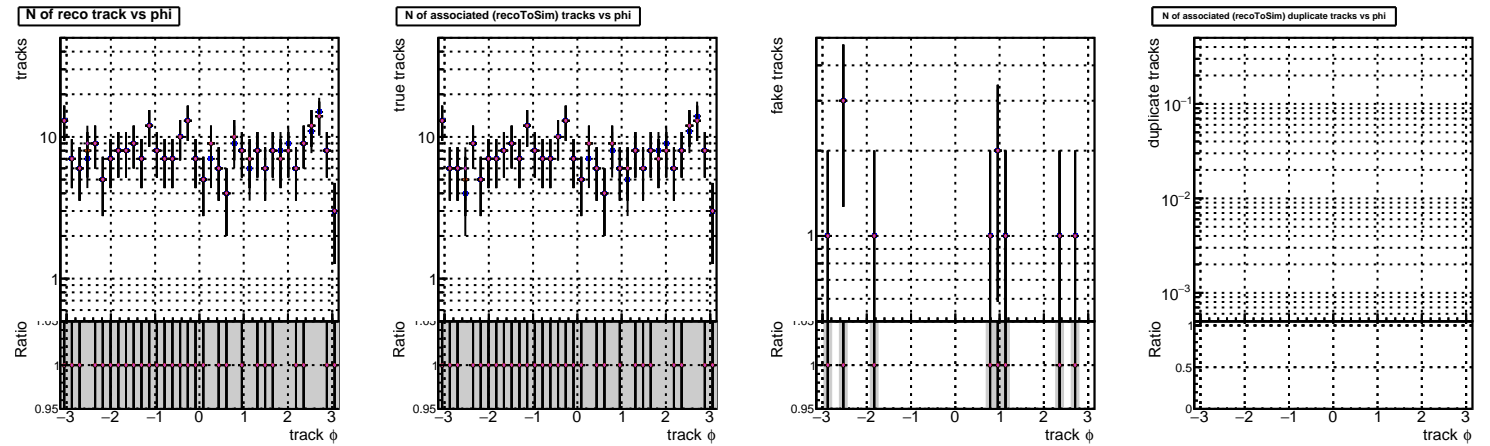 N of reco track vs phi
tracks
10
1
Ratio
1.05
1
0.95
−3 −2 −1 0 1 2 3
track ϕ
N of associated (recoToSim) tracks vs phi
true tracks
10
1
Ratio
1.05
1
0.95
−3 −2 −1 0 1 2 3
track ϕ
fake tracks
1
Ratio
1.05
1
0.95
−3 −2 −1 0 1 2 3
track ϕ
N of associated (recoToSim) duplicate tracks vs phi
duplicate tracks
10−1
10−2
10−3
Ratio
1
0.5
0
−3 −2 −1 0 1 2 3
track ϕ